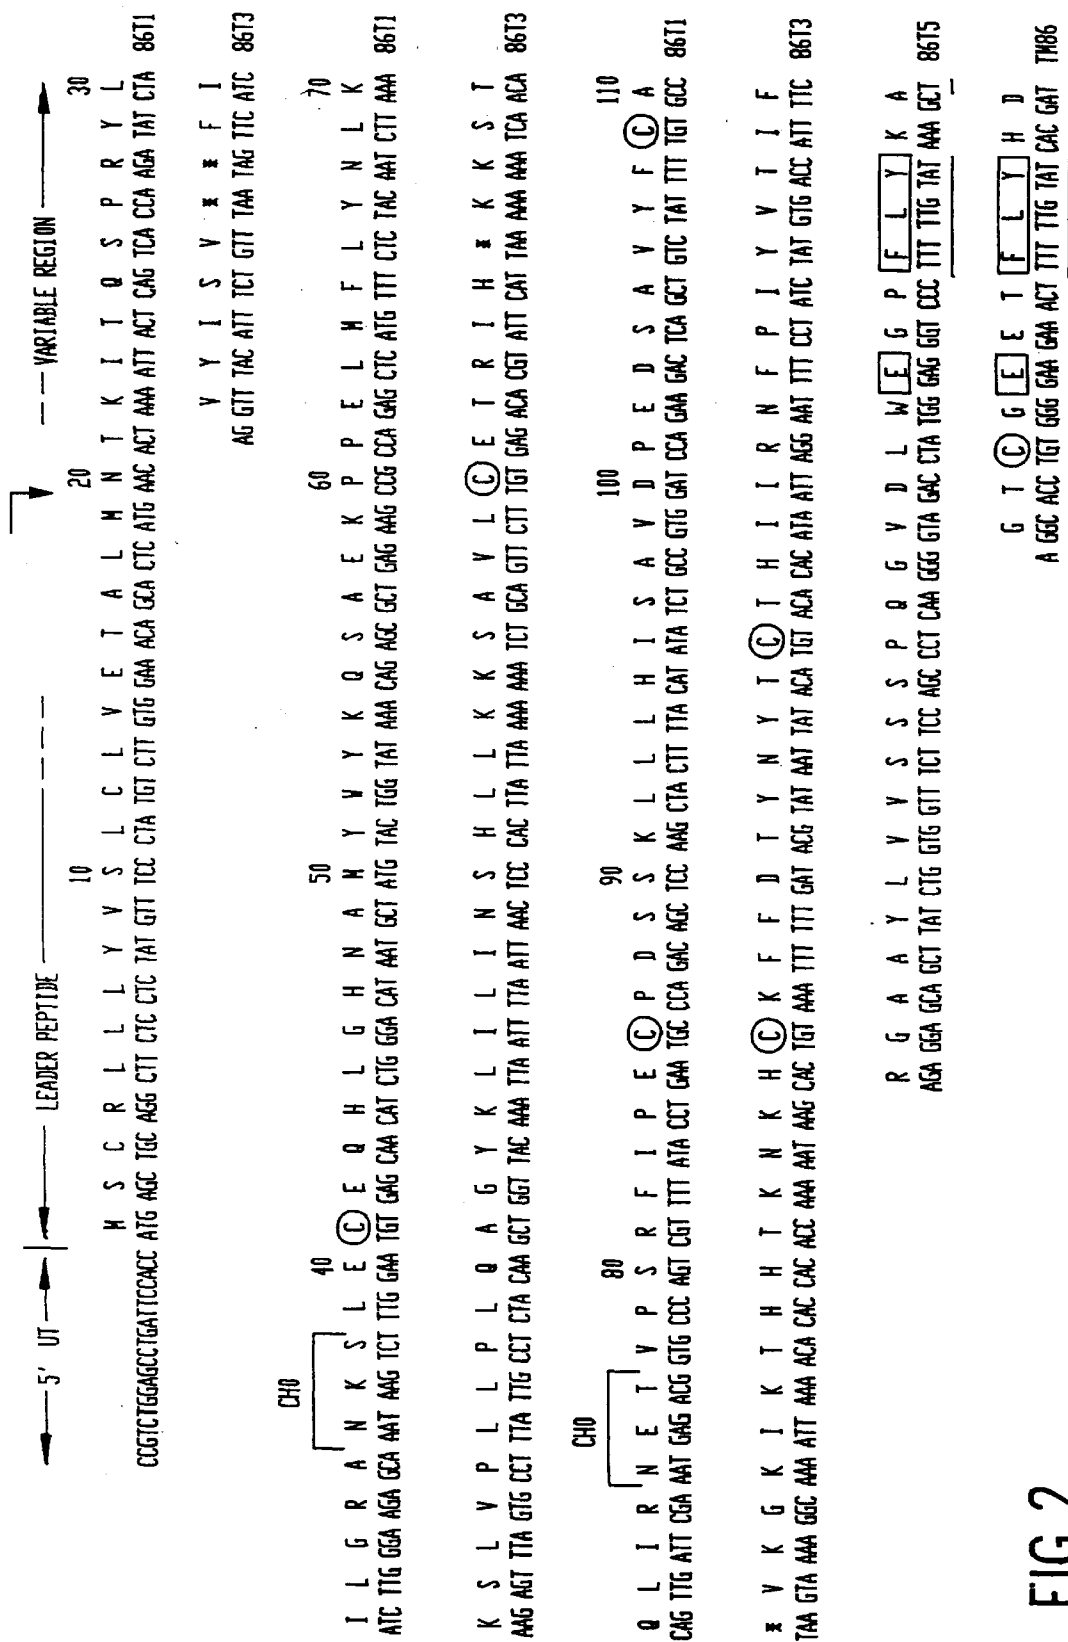 5' UT LEADER PEPTIDE VARIABLE REGION
10 20 30
M S C R L L L Y V S L C L V E T A L M N T K I T Q S P R Y L
CCGTCTGGAGCCTGATTCCACC ATG AGC TGC AGG CTT CTC CTC TAT GTT TCC CTA TGT CTT GTG GAA ACA GCA CTC ATG AAC ACT AAA ATT ACT CAG TCA CCA AGA TAT CTA 86T1
V Y I S V * * F I
AG GTT TAC ATT TCT GTT TAA TAG TTC ATC 86T3
CHO
40 50 60 70
I L G R A N K S L E C E Q H L G H N A M Y W Y K Q S A E K P P E L M F L Y N L K
ATC TTG GGA AGA GCA AAT AAG TCT TTG GAA TGT GAG CAA CAT CTG GGA CAT AAT GCT ATG TAC TGG TAT AAA CAG AGC GCT GAG AAG CCG CCA GAG CTC ATG TTT CTC TAC AAT CTT AAA 86T1
K S L V P L L P L Q A G Y K L I L I N S H L L K K S A V L C E T R I H * K K S T
AAG AGT TTA GTG CCT TTA TTG CCT CTA CAA GCT GGT TAC AAA TTA ATT TTA ATT AAC TCC CAC TTA TTA AAA AAA TCT GCA GTT CTT TGT GAG ACA CGT ATT CAT TAA AAA AAA TCA ACA 86T3
CHO
80 90 100 110
Q L I R N E T V P S R F I P E C P D S S K L L L H I S A V D P E D S A V Y F C A
CAG TTG ATT CGA AAT GAG ACG GTG CCC AGT CGT TTT ATA CCT GAA TGC CCA GAC AGC TCC AAG CTA CTT TTA CAT ATA TCT GCC GTG GAT CCA GAA GAC TCA GCT GTC TAT TTT TGT GCC 86T1
* V K G K I K T H H T K N K H C K F F D T Y N Y T C T H I I R N F P I Y V T I F
TAA GTA AAA GGC AAA ATT AAA ACA CAC CAC ACC AAA AAT AAG CAC TGT AAA TTT TTT GAT ACG TAT AAT TAT ACA TGT ACA CAC ATA ATT AGG AAT TTT CCT ATC TAT GTG ACC ATT TTC 86T3
R G A A Y L V V S S S P Q G V D L W E G P F L Y K A
AGA GGA GCA GCT TAT CTG GTG GTT TCT TCC AGC CCT CAA GGG GTA GAC CTA TGG GAG GGT CCC TTT TTG TAT AAA GCT 86T5
G T C G E E T F L Y H D
A GGC ACC TGT GGG GAA GAA ACT TTT TTG TAT CAC GAT TM86
FIG 2